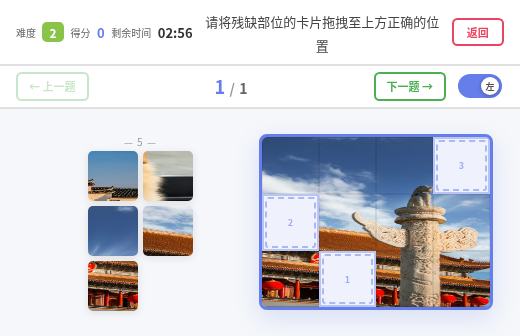 难度 2 得分 0 剩余时间 02:56
请将残缺部位的卡片拖拽至上方正确的位
置
返回
← 上一题
1 / 1
下一题 →
左
— 5 —
3
2
1